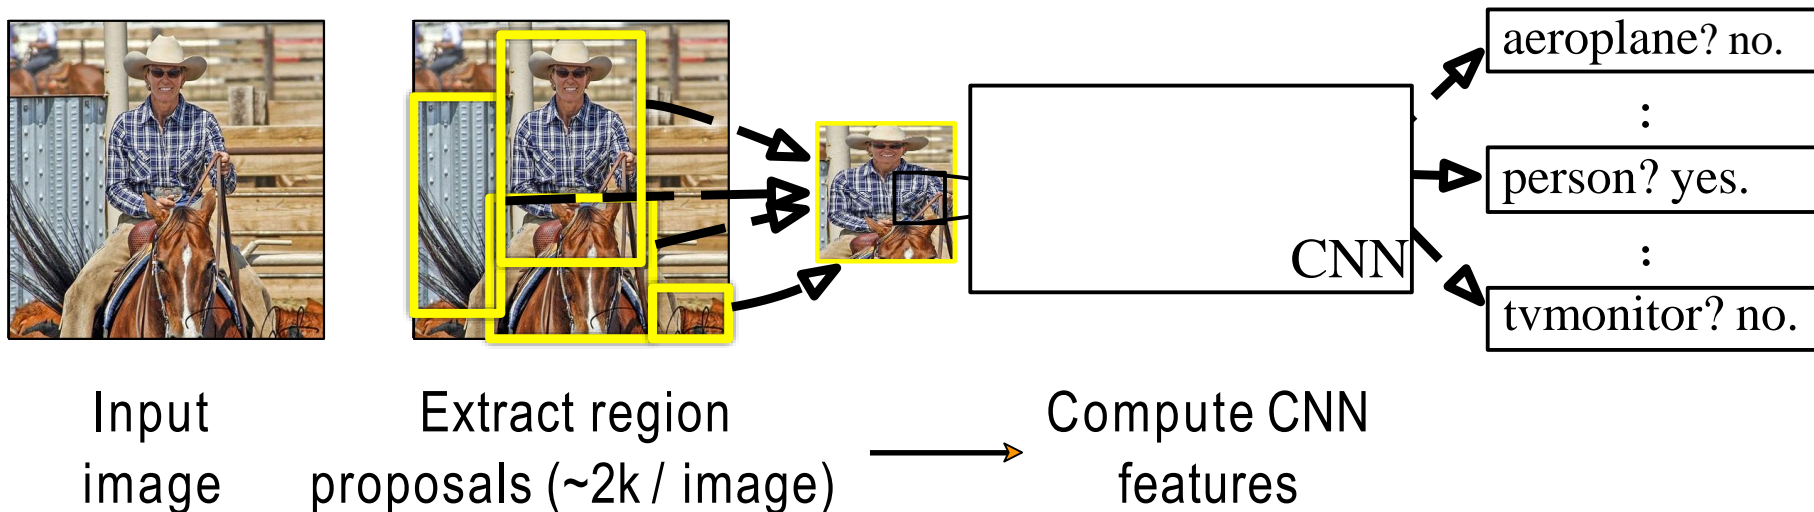 aeroplane? no.
:
person? yes.
:
CNN
tvmonitor? no.
Input
image
Extract region
proposals (~2k / image)
Compute CNN
features